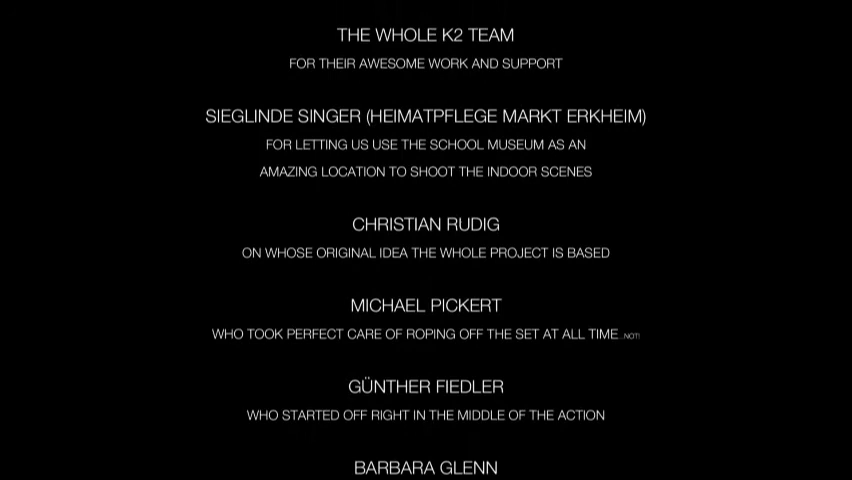 THE WHOLE K2 TEAM
FOR THEIR AWESOME WORK AND SUPPORT
SIEGLINDE SINGER (HEIMATPFLEGE MARKT ERKHEIM)
FOR LETTING US USE THE SCHOOL MUSEUM AS AN
AMAZING LOCATION TO SHOOT THE INDOOR SCENES
CHRISTIAN RUDIG
ON WHOSE ORIGINAL IDEA THE WHOLE PROJECT IS BASED
MICHAEL PICKERT
WHO TOOK PERFECT CARE OF ROPING OFF THE SET AT ALL TIME...NOT!
GÜNTHER FIEDLER
WHO STARTED OFF RIGHT IN THE MIDDLE OF THE ACTION
BARBARA GLENN